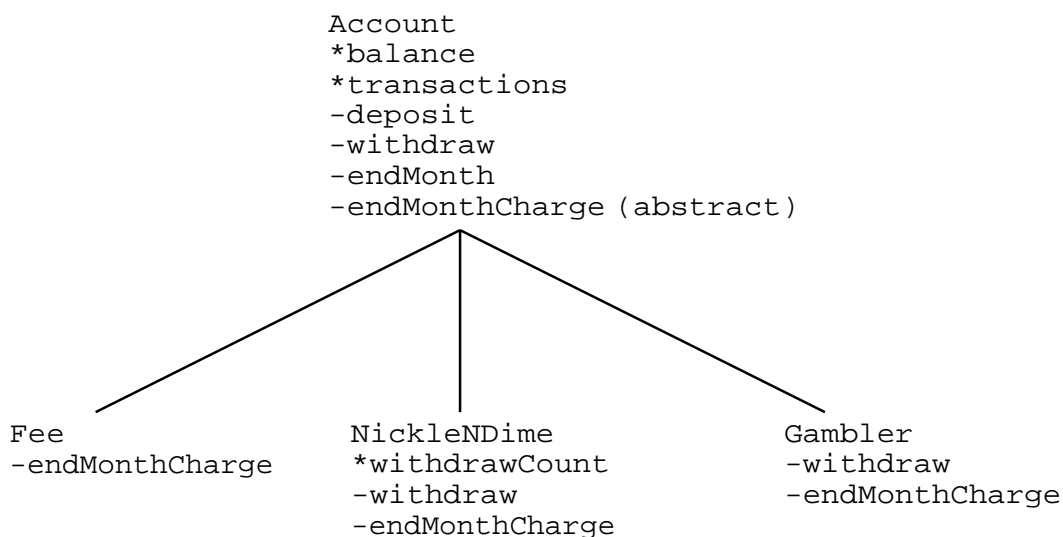 Account
*balance
*transactions
-deposit
-withdraw
-endMonth
-endMonthCharge (abstract)
Fee
-endMonthCharge
NickleNDime
*withdrawCount
-withdraw
-endMonthCharge
Gambler
-withdraw
-endMonthCharge